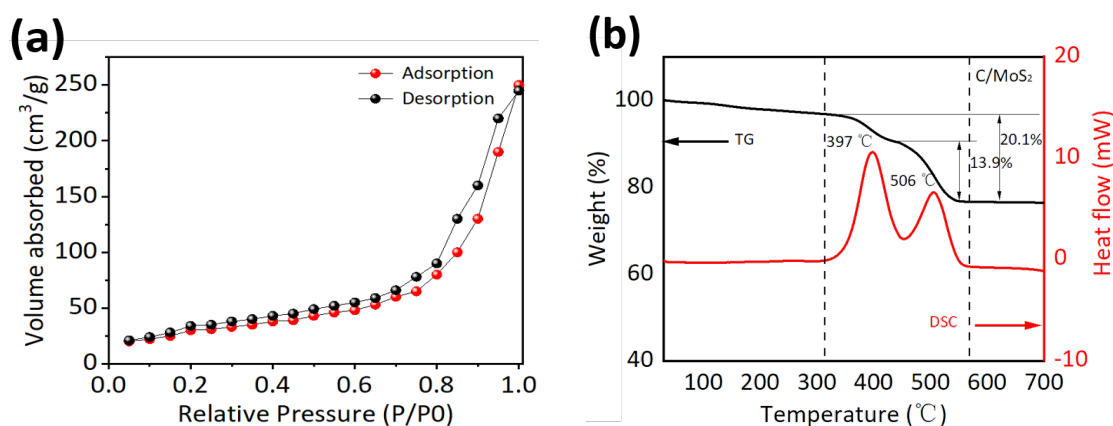 (a)
Volume absorbed (cm³/g)
250
200
150
100
50
0
Adsorption
Desorption
0.0 0.2 0.4 0.6 0.8 1.0
Relative Pressure (P/P0)
(b)
Weight (%)
100
80
60
40
TG
397 ℃
506 ℃
C/MoS₂
20.1%
13.9%
DSC
20
10
0
-10
Heat flow (mW)
100 200 300 400 500 600 700
Temperature (℃)